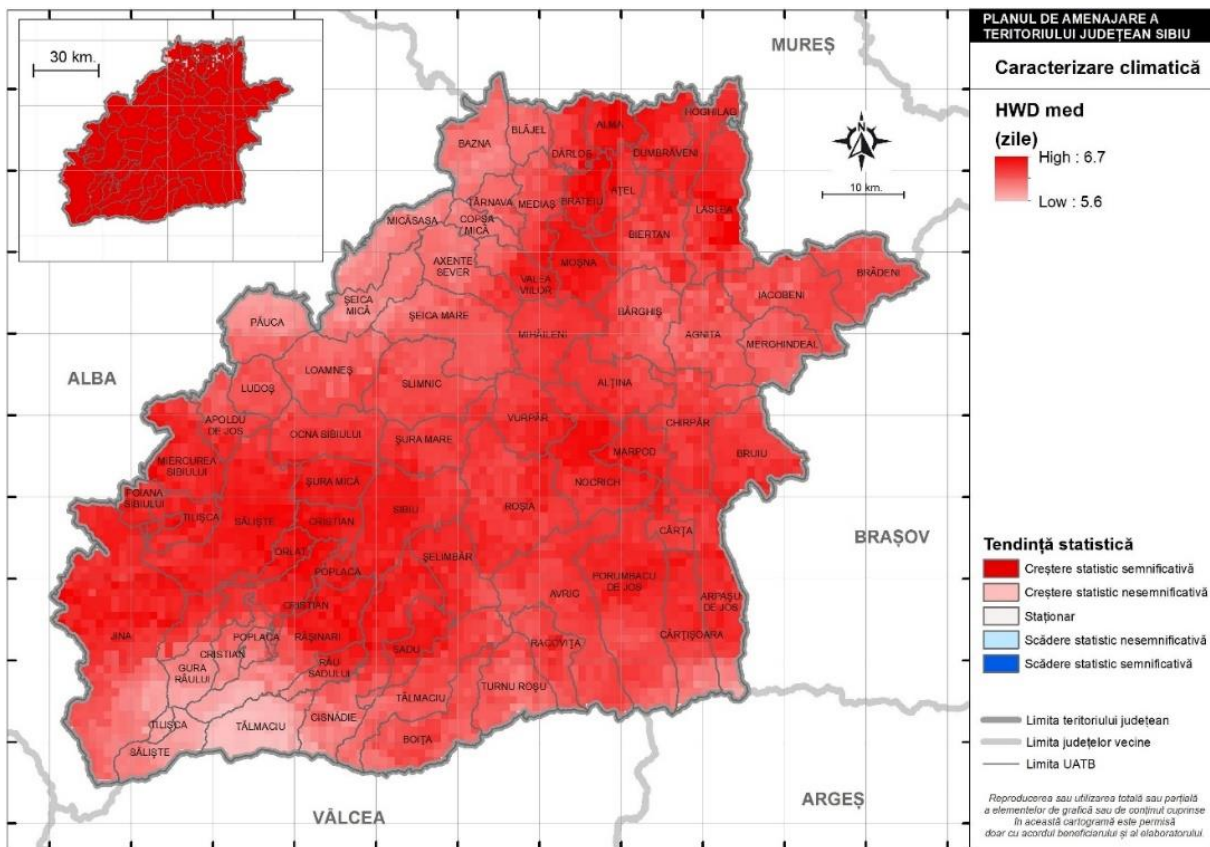 PLANUL DE AMENAJARE A
TERITORIULUI JUDEȚEAN SIBIU
Caracterizare climatică
HWD med
(zile)
High : 6.7
Low : 5.6
Tendință statistică
Creștere statistic semnificativă
Creștere statistic nesemnificativă
Staționar
Scădere statistic nesemnificativă
Scădere statistic semnificativă
Limita teritoriului județean
Limita județelor vecine
Limita UATB
Reproducerea sau utilizarea totală sau parțială
a elementelor de grafică sau de conținut cuprinse
în această cartogramă este permisă
doar cu acordul beneficiarului și al elaboratorului.
30 km.
N
10 km.
MUREȘ
ALBA
BRAȘOV
ARGEȘ
VÂLCEA
HOGHILAG
BLĂJEL
ALMA
BAZNA
DÂRLOS
DUMBRĂVENI
AȚEL
TÂRNAVA
MEDIAȘ
BRATEIU
LASLEA
MICĂSASA
COPȘA
MICĂ
BIERTAN
AXENTE
SEVER
MOȘNA
BRĂDENI
VALEA
VIILOR
IACOBENI
ȘEICA
MICĂ
BÂRGHIȘ
ȘEICA MARE
PĂUCA
MIHĂILENI
AGNITA
MERGHINDEAL
LOAMNEȘ
LUDOȘ
SLIMNIC
ALȚINA
APOLDU
DE JOS
VURPĂR
CHIRPĂR
OCNA SIBIULUI
ȘURA MARE
MARPOD
BRUIU
MIERCUREA
SIBIULUI
ȘURA MICĂ
NOCRICH
POIANA
SIBIULUI
TILIȘCA
SĂLIȘTE
CRISTIAN
SIBIU
ROȘIA
CÂRȚA
ORLAT
ȘELIMBĂR
POPLACA
PORUMBACU
DE JOS
AVRIG
ARPAȘU
DE JOS
CRISTIAN
JINA
POPLACA
RĂȘINARI
SADU
RACOVIȚA
CÂRȚIȘOARA
CRISTIAN
GURA
RÂULUI
RÂU
SADULUI
TURNU ROȘU
TĂLMACIU
TILIȘCA
TĂLMACIU
CISNĂDIE
SĂLIȘTE
BOIȚA